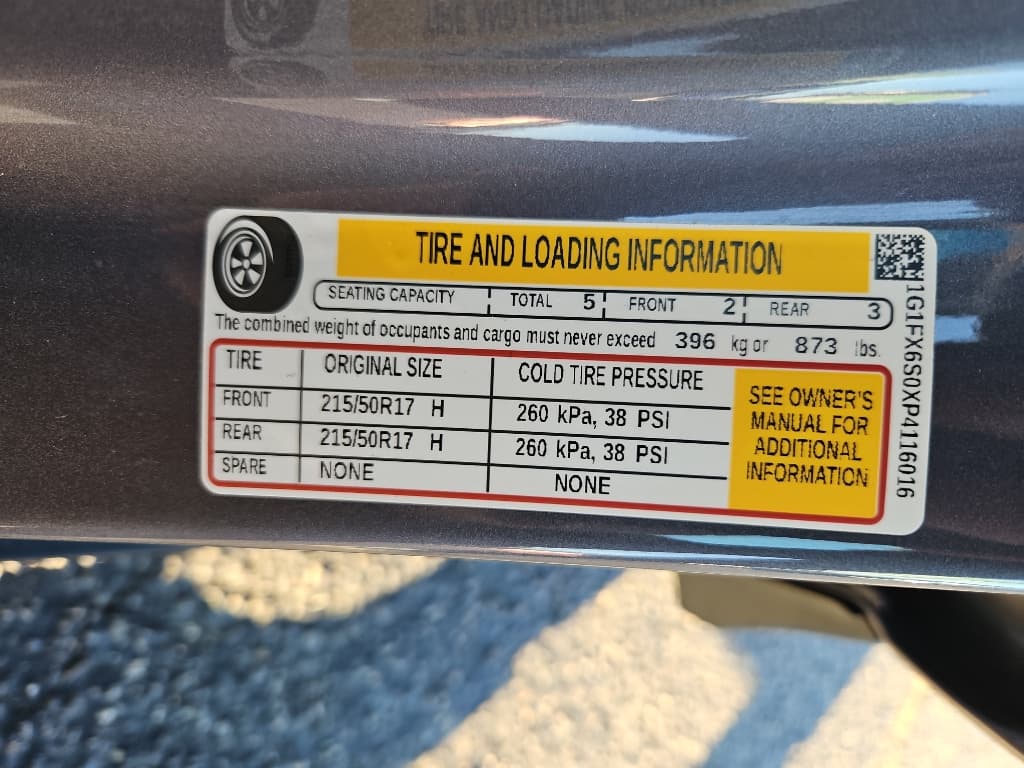 TIRE AND LOADING INFORMATION
SEATING CAPACITY TOTAL 5 FRONT 2 REAR 3
The combined weight of occupants and cargo must never exceed 396 kg or 873 lbs.
TIRE ORIGINAL SIZE COLD TIRE PRESSURE
FRONT 215/50R17 H 260 kPa, 38 PSI
REAR 215/50R17 H 260 kPa, 38 PSI
SPARE NONE NONE
SEE OWNER'S
MANUAL FOR
ADDITIONAL
INFORMATION
1G1FX6S0XP4116016